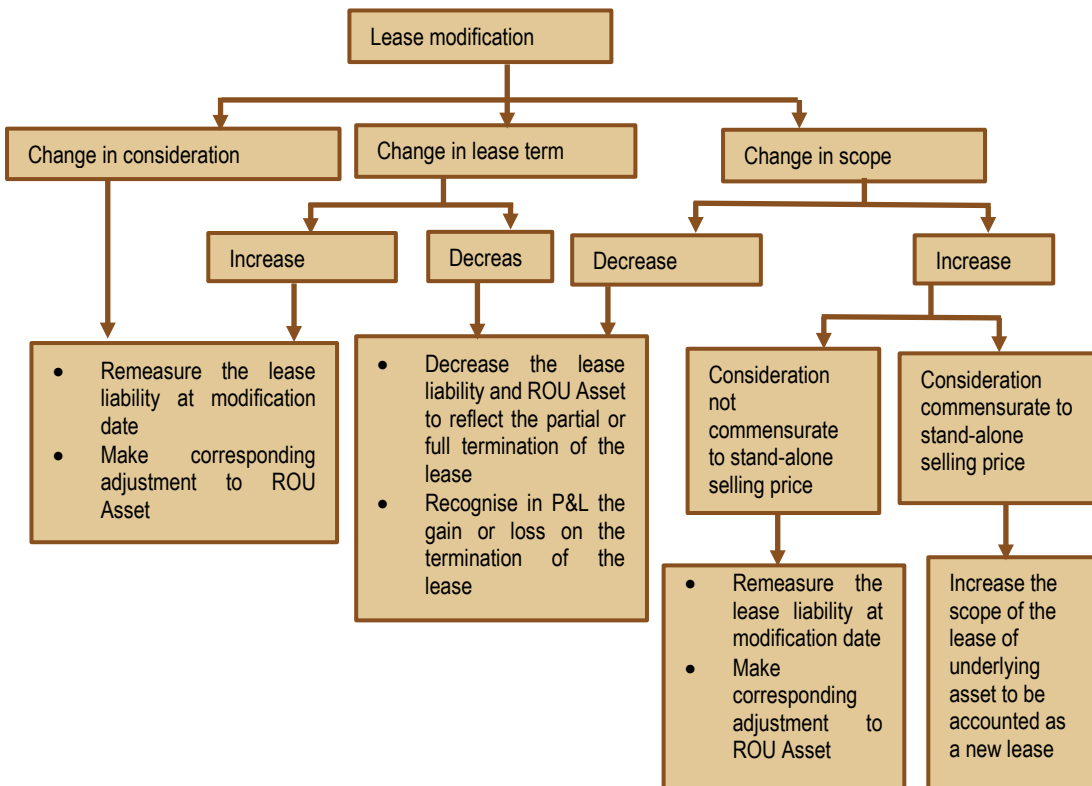 Lease modification
Change in consideration
Change in lease term
Change in scope
Increase
Decreas
Decrease
Increase
• Remeasure the lease
liability at modification
date
• Make corresponding
adjustment to ROU
Asset
• Decrease the lease
liability and ROU Asset
to reflect the partial or
full termination of the
lease
• Recognise in P&L the
gain or loss on the
termination of the
lease
Consideration
not
commensurate
to stand-alone
selling price
Consideration
commensurate to
stand-alone
selling price
• Remeasure the
lease liability at
modification date
• Make
corresponding
adjustment to
ROU Asset
Increase the
scope of the
lease of
underlying
asset to be
accounted as
a new lease